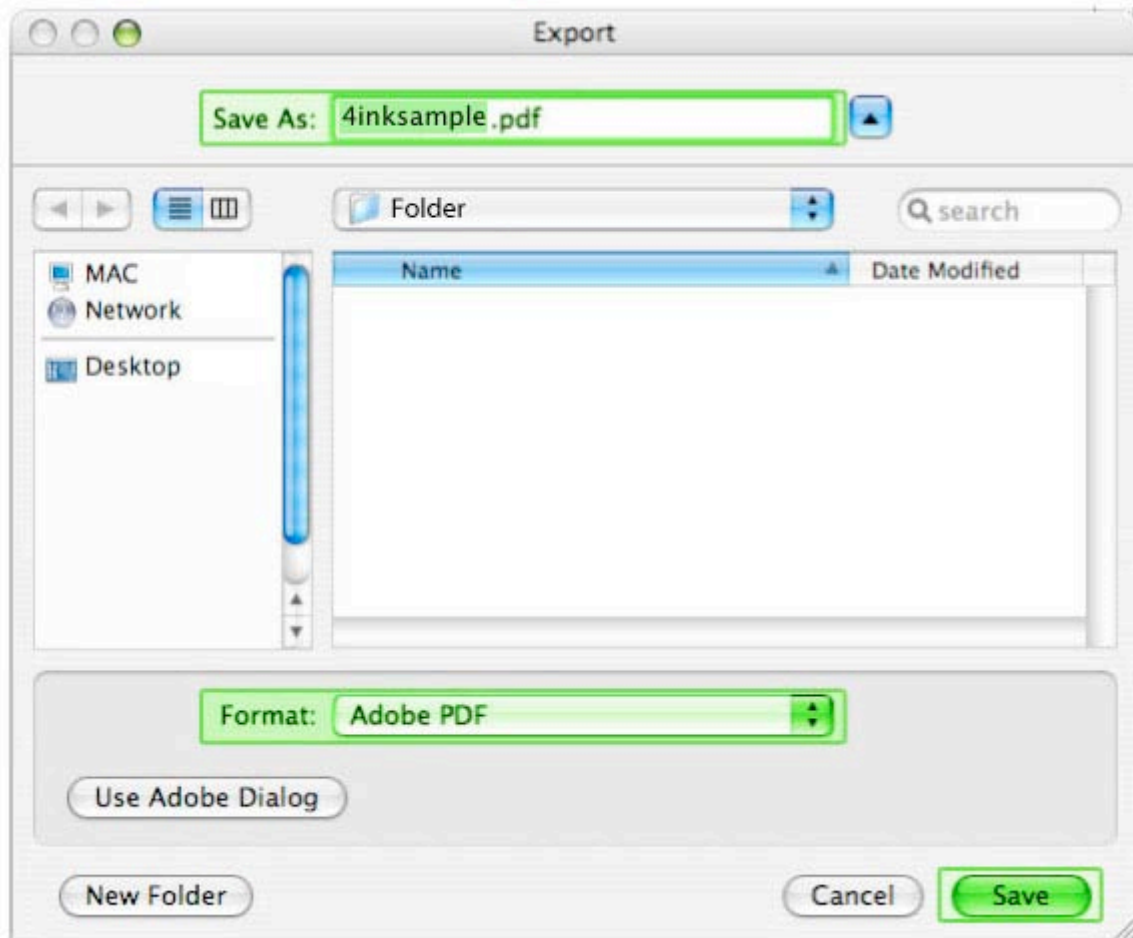 Export
Save As: 4inksample.pdf
Folder
search
MAC
Network
Desktop
Name Date Modified
Format: Adobe PDF
Use Adobe Dialog
New Folder Cancel Save